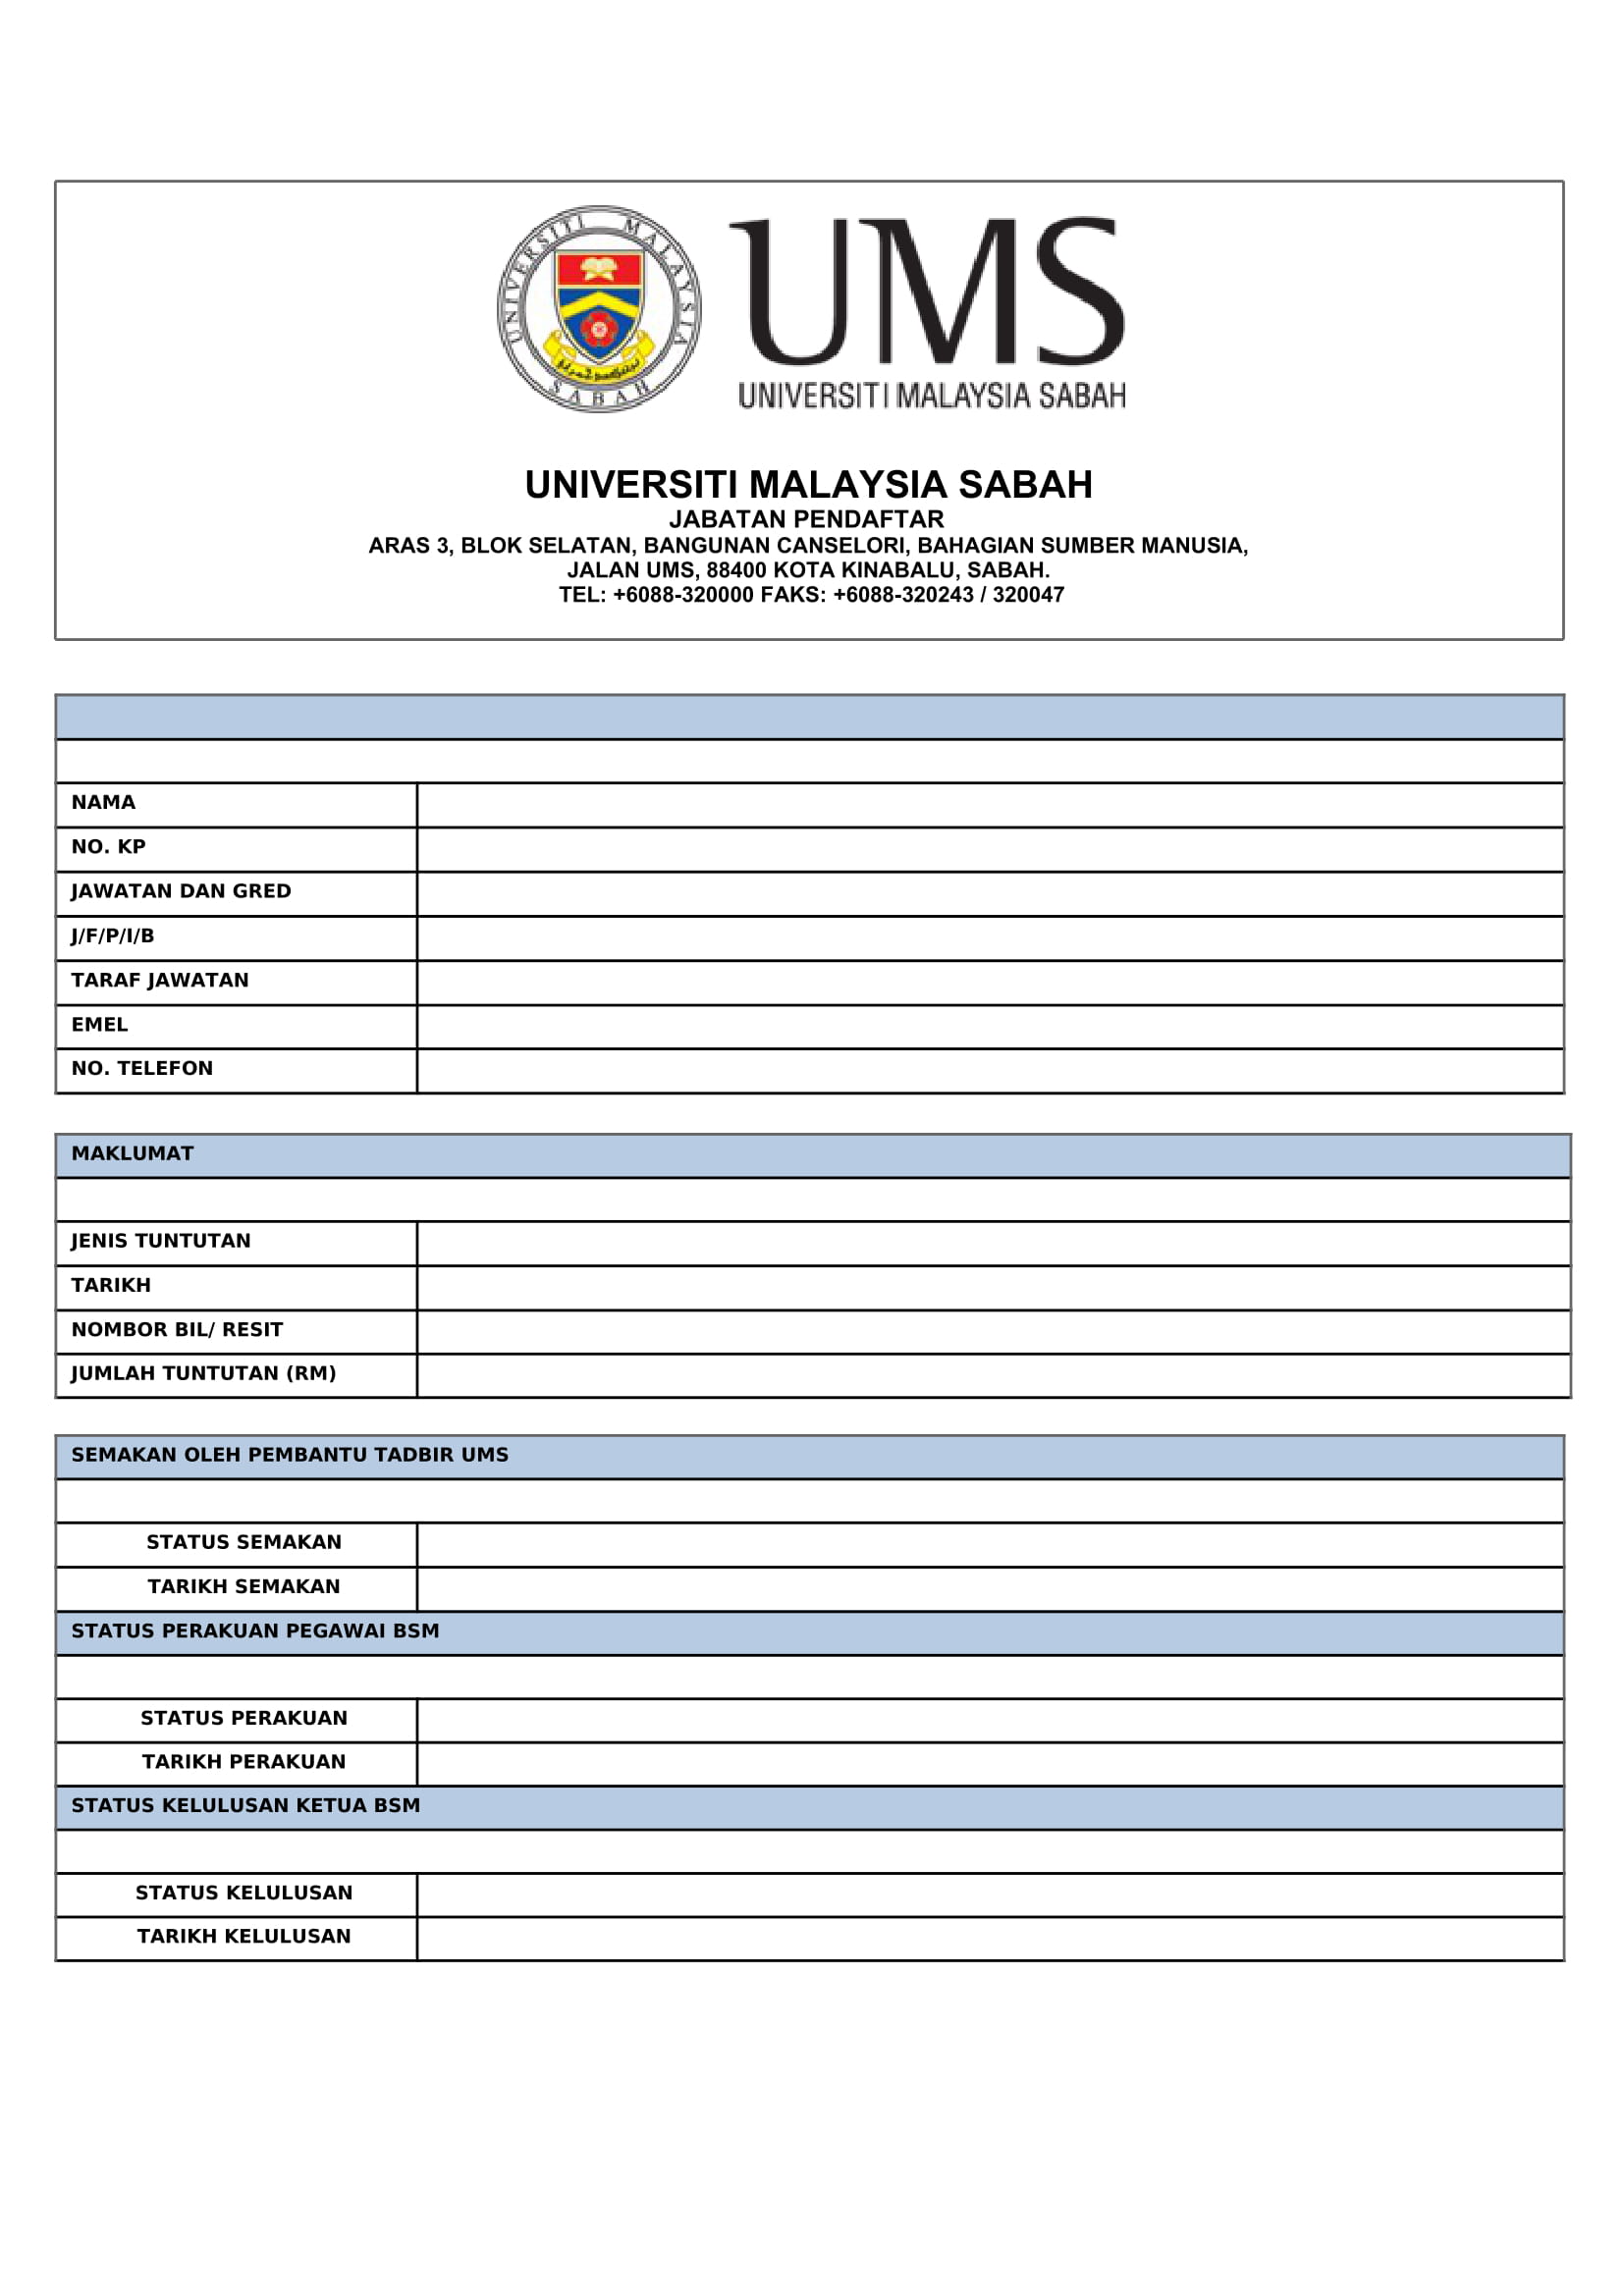 UNIVERSITI MALAYSIA
SABAH
UMS
UNIVERSITI MALAYSIA SABAH
UNIVERSITI MALAYSIA SABAH
JABATAN PENDAFTAR
ARAS 3, BLOK SELATAN, BANGUNAN CANSELORI, BAHAGIAN SUMBER MANUSIA,
JALAN UMS, 88400 KOTA KINABALU, SABAH.
TEL: +6088-320000 FAKS: +6088-320243 / 320047
NAMA
NO. KP
JAWATAN DAN GRED
J/F/P/I/B
TARAF JAWATAN
EMEL
NO. TELEFON
MAKLUMAT
JENIS TUNTUTAN
TARIKH
NOMBOR BIL/ RESIT
JUMLAH TUNTUTAN (RM)
SEMAKAN OLEH PEMBANTU TADBIR UMS
STATUS SEMAKAN
TARIKH SEMAKAN
STATUS PERAKUAN PEGAWAI BSM
STATUS PERAKUAN
TARIKH PERAKUAN
STATUS KELULUSAN KETUA BSM
STATUS KELULUSAN
TARIKH KELULUSAN